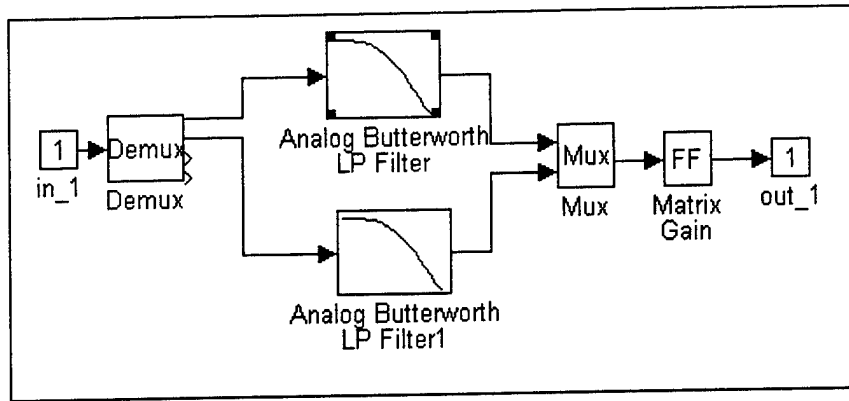 Analog Butterworth
LP Filter
1
in_1
Demux
Demux
Mux
Mux
FF
Matrix
Gain
1
out_1
Analog Butterworth
LP Filter1